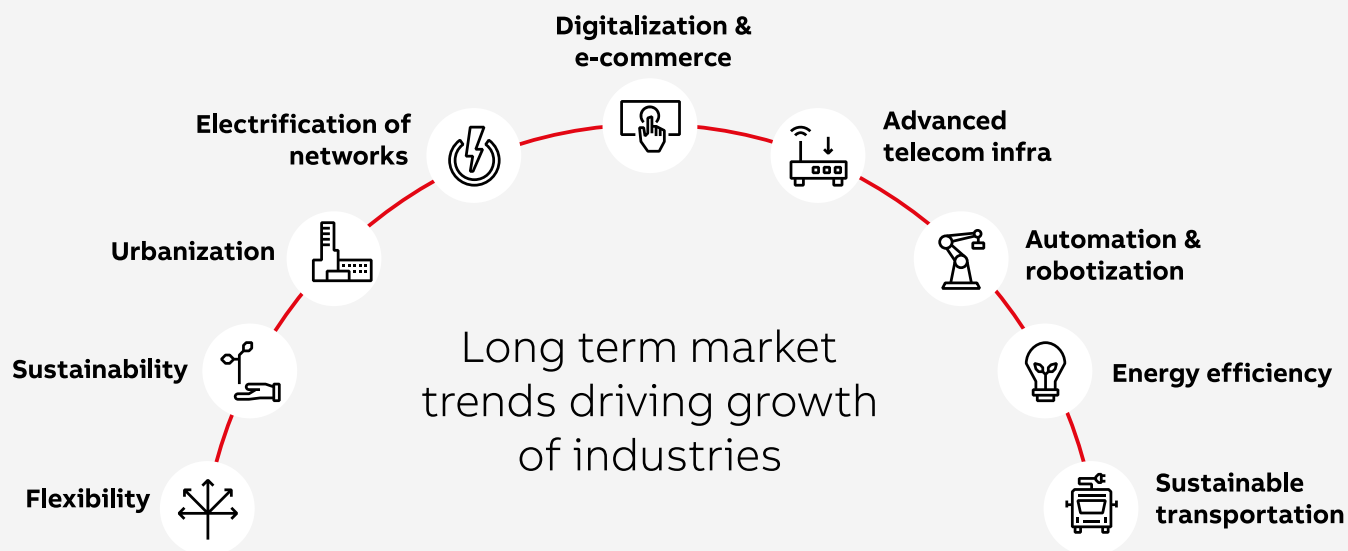 Digitalization &
e-commerce
Electrification of
networks
Advanced
telecom infra
Urbanization
Automation &
robotization
Sustainability
Long term market
trends driving growth
of industries
Energy efficiency
Flexibility
Sustainable
transportation